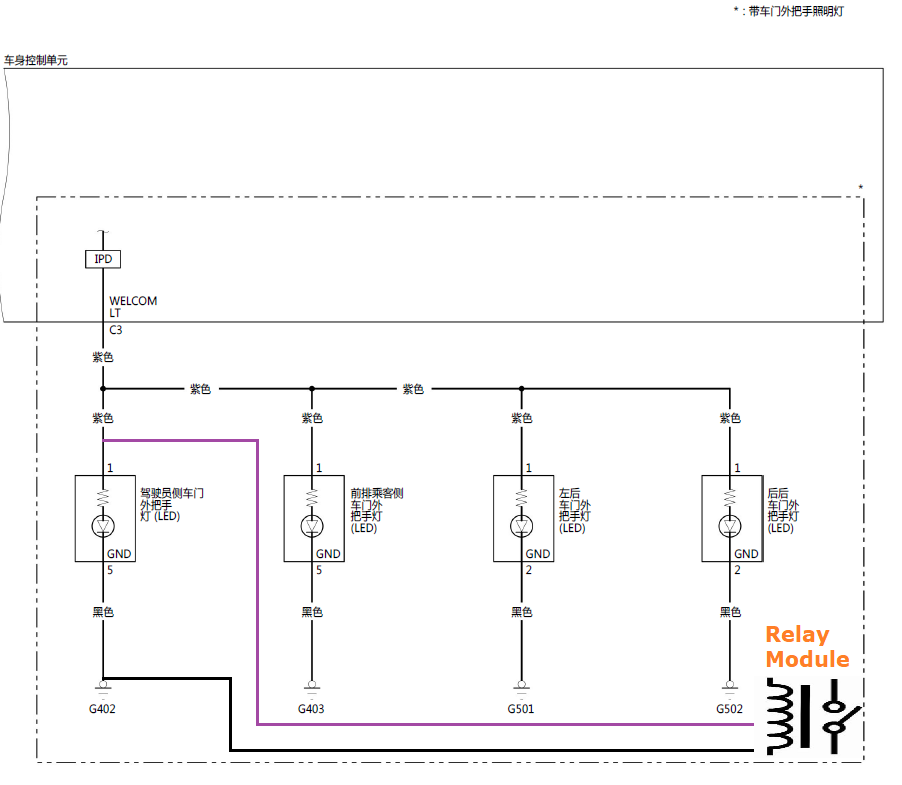 *：带车门外把手照明灯
车身控制单元
*
IPD
WELCOM
LT
C3
紫色
紫色
紫色
紫色
紫色
紫色
紫色
1
1
1
1
驾驶员侧车门
外把手
灯 (LED)
前排乘客侧
车门外
把手灯
(LED)
左后
车门外
把手灯
(LED)
后后
车门外
把手灯
(LED)
GND
GND
GND
GND
5
5
2
2
黑色
黑色
黑色
黑色
Relay
Module
G402
G403
G501
G502